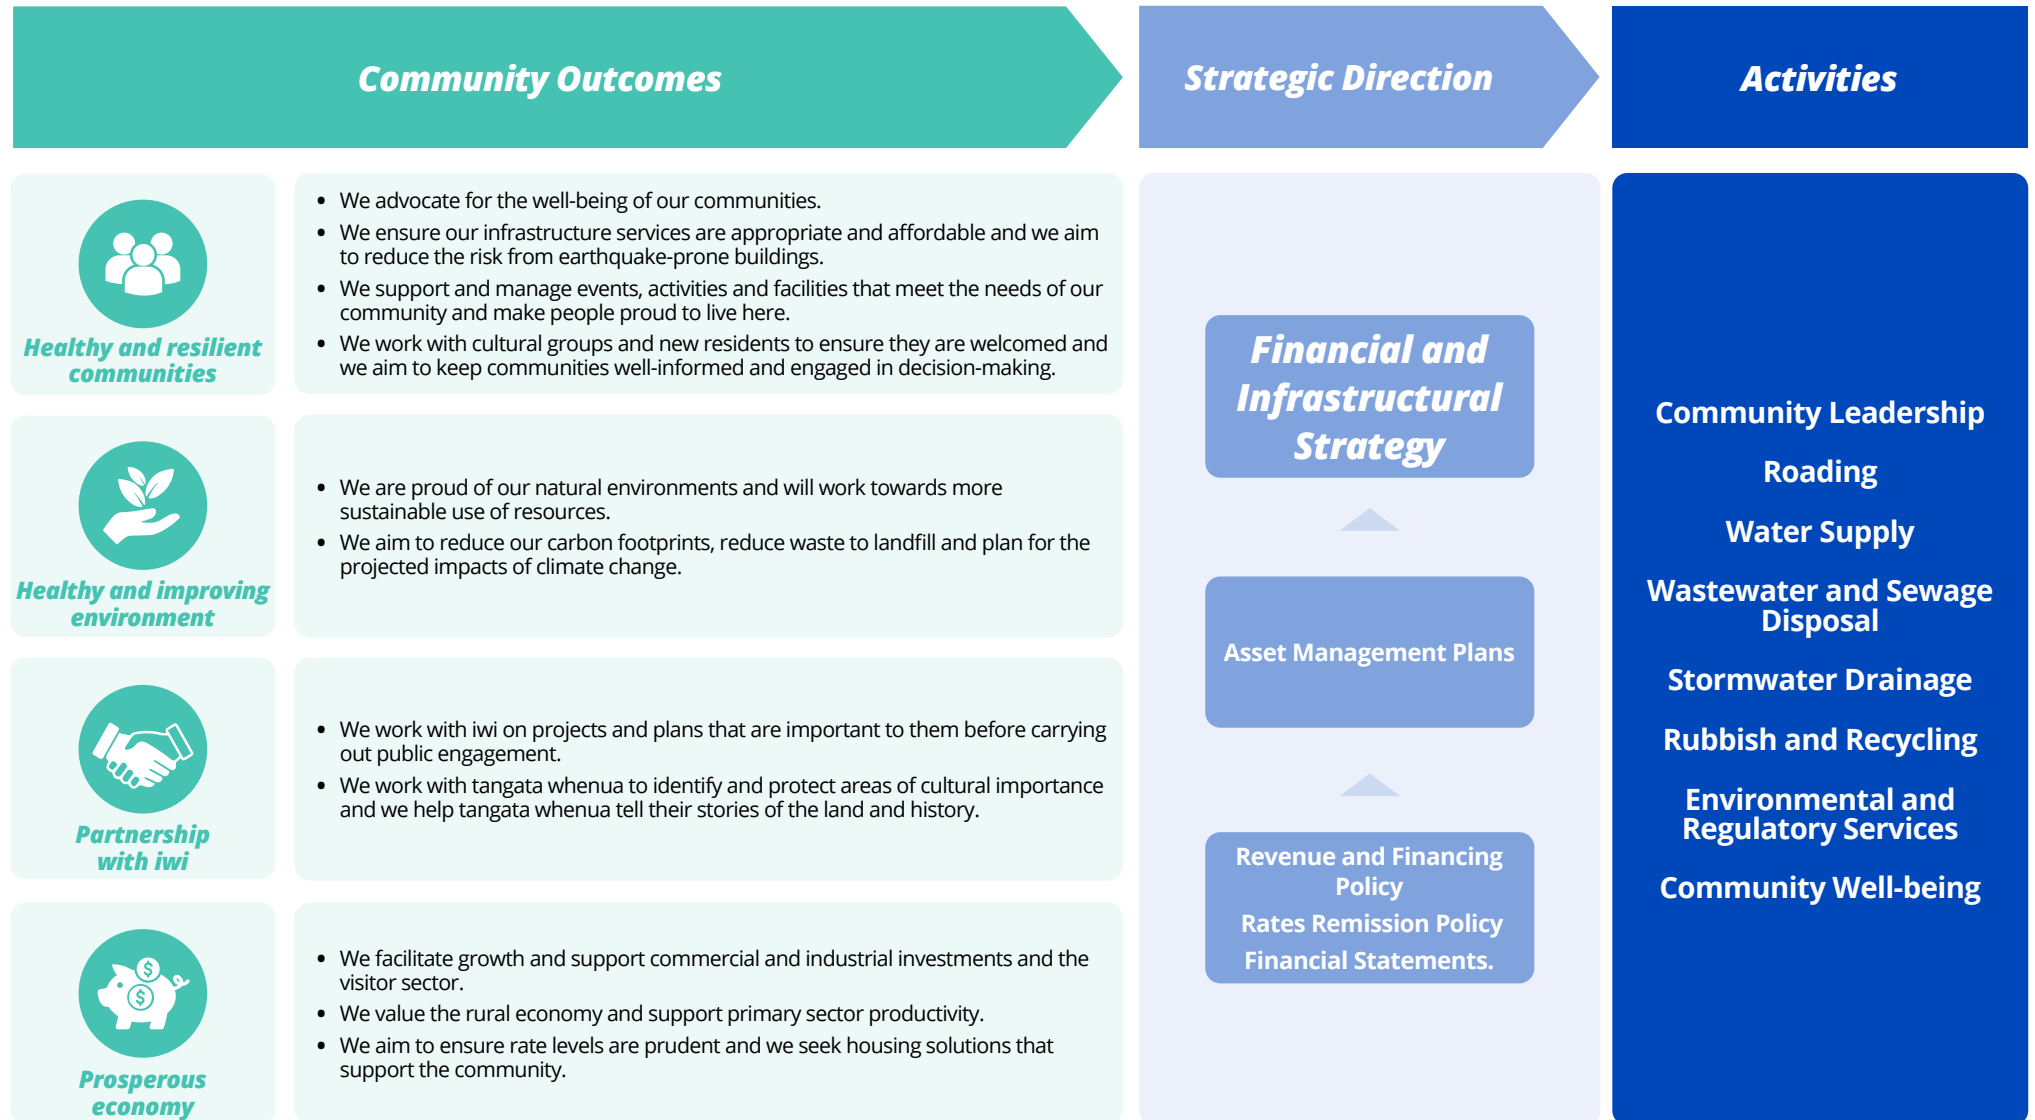 Community Outcomes
Strategic Direction
Activities
Healthy and resilient
communities
• We advocate for the well-being of our communities.
• We ensure our infrastructure services are appropriate and affordable and we aim
to reduce the risk from earthquake-prone buildings.
• We support and manage events, activities and facilities that meet the needs of our
community and make people proud to live here.
• We work with cultural groups and new residents to ensure they are welcomed and
we aim to keep communities well-informed and engaged in decision-making.
Healthy and improving
environment
• We are proud of our natural environments and will work towards more
sustainable use of resources.
• We aim to reduce our carbon footprints, reduce waste to landfill and plan for the
projected impacts of climate change.
Partnership
with iwi
• We work with iwi on projects and plans that are important to them before carrying
out public engagement.
• We work with tangata whenua to identify and protect areas of cultural importance
and we help tangata whenua tell their stories of the land and history.
$
$
Prosperous
economy
• We facilitate growth and support commercial and industrial investments and the
visitor sector.
• We value the rural economy and support primary sector productivity.
• We aim to ensure rate levels are prudent and we seek housing solutions that
support the community.
Financial and
Infrastructural
Strategy
Asset Management Plans
Revenue and Financing
Policy
Rates Remission Policy
Financial Statements.
Community Leadership
Roading
Water Supply
Wastewater and Sewage
Disposal
Stormwater Drainage
Rubbish and Recycling
Environmental and
Regulatory Services
Community Well-being